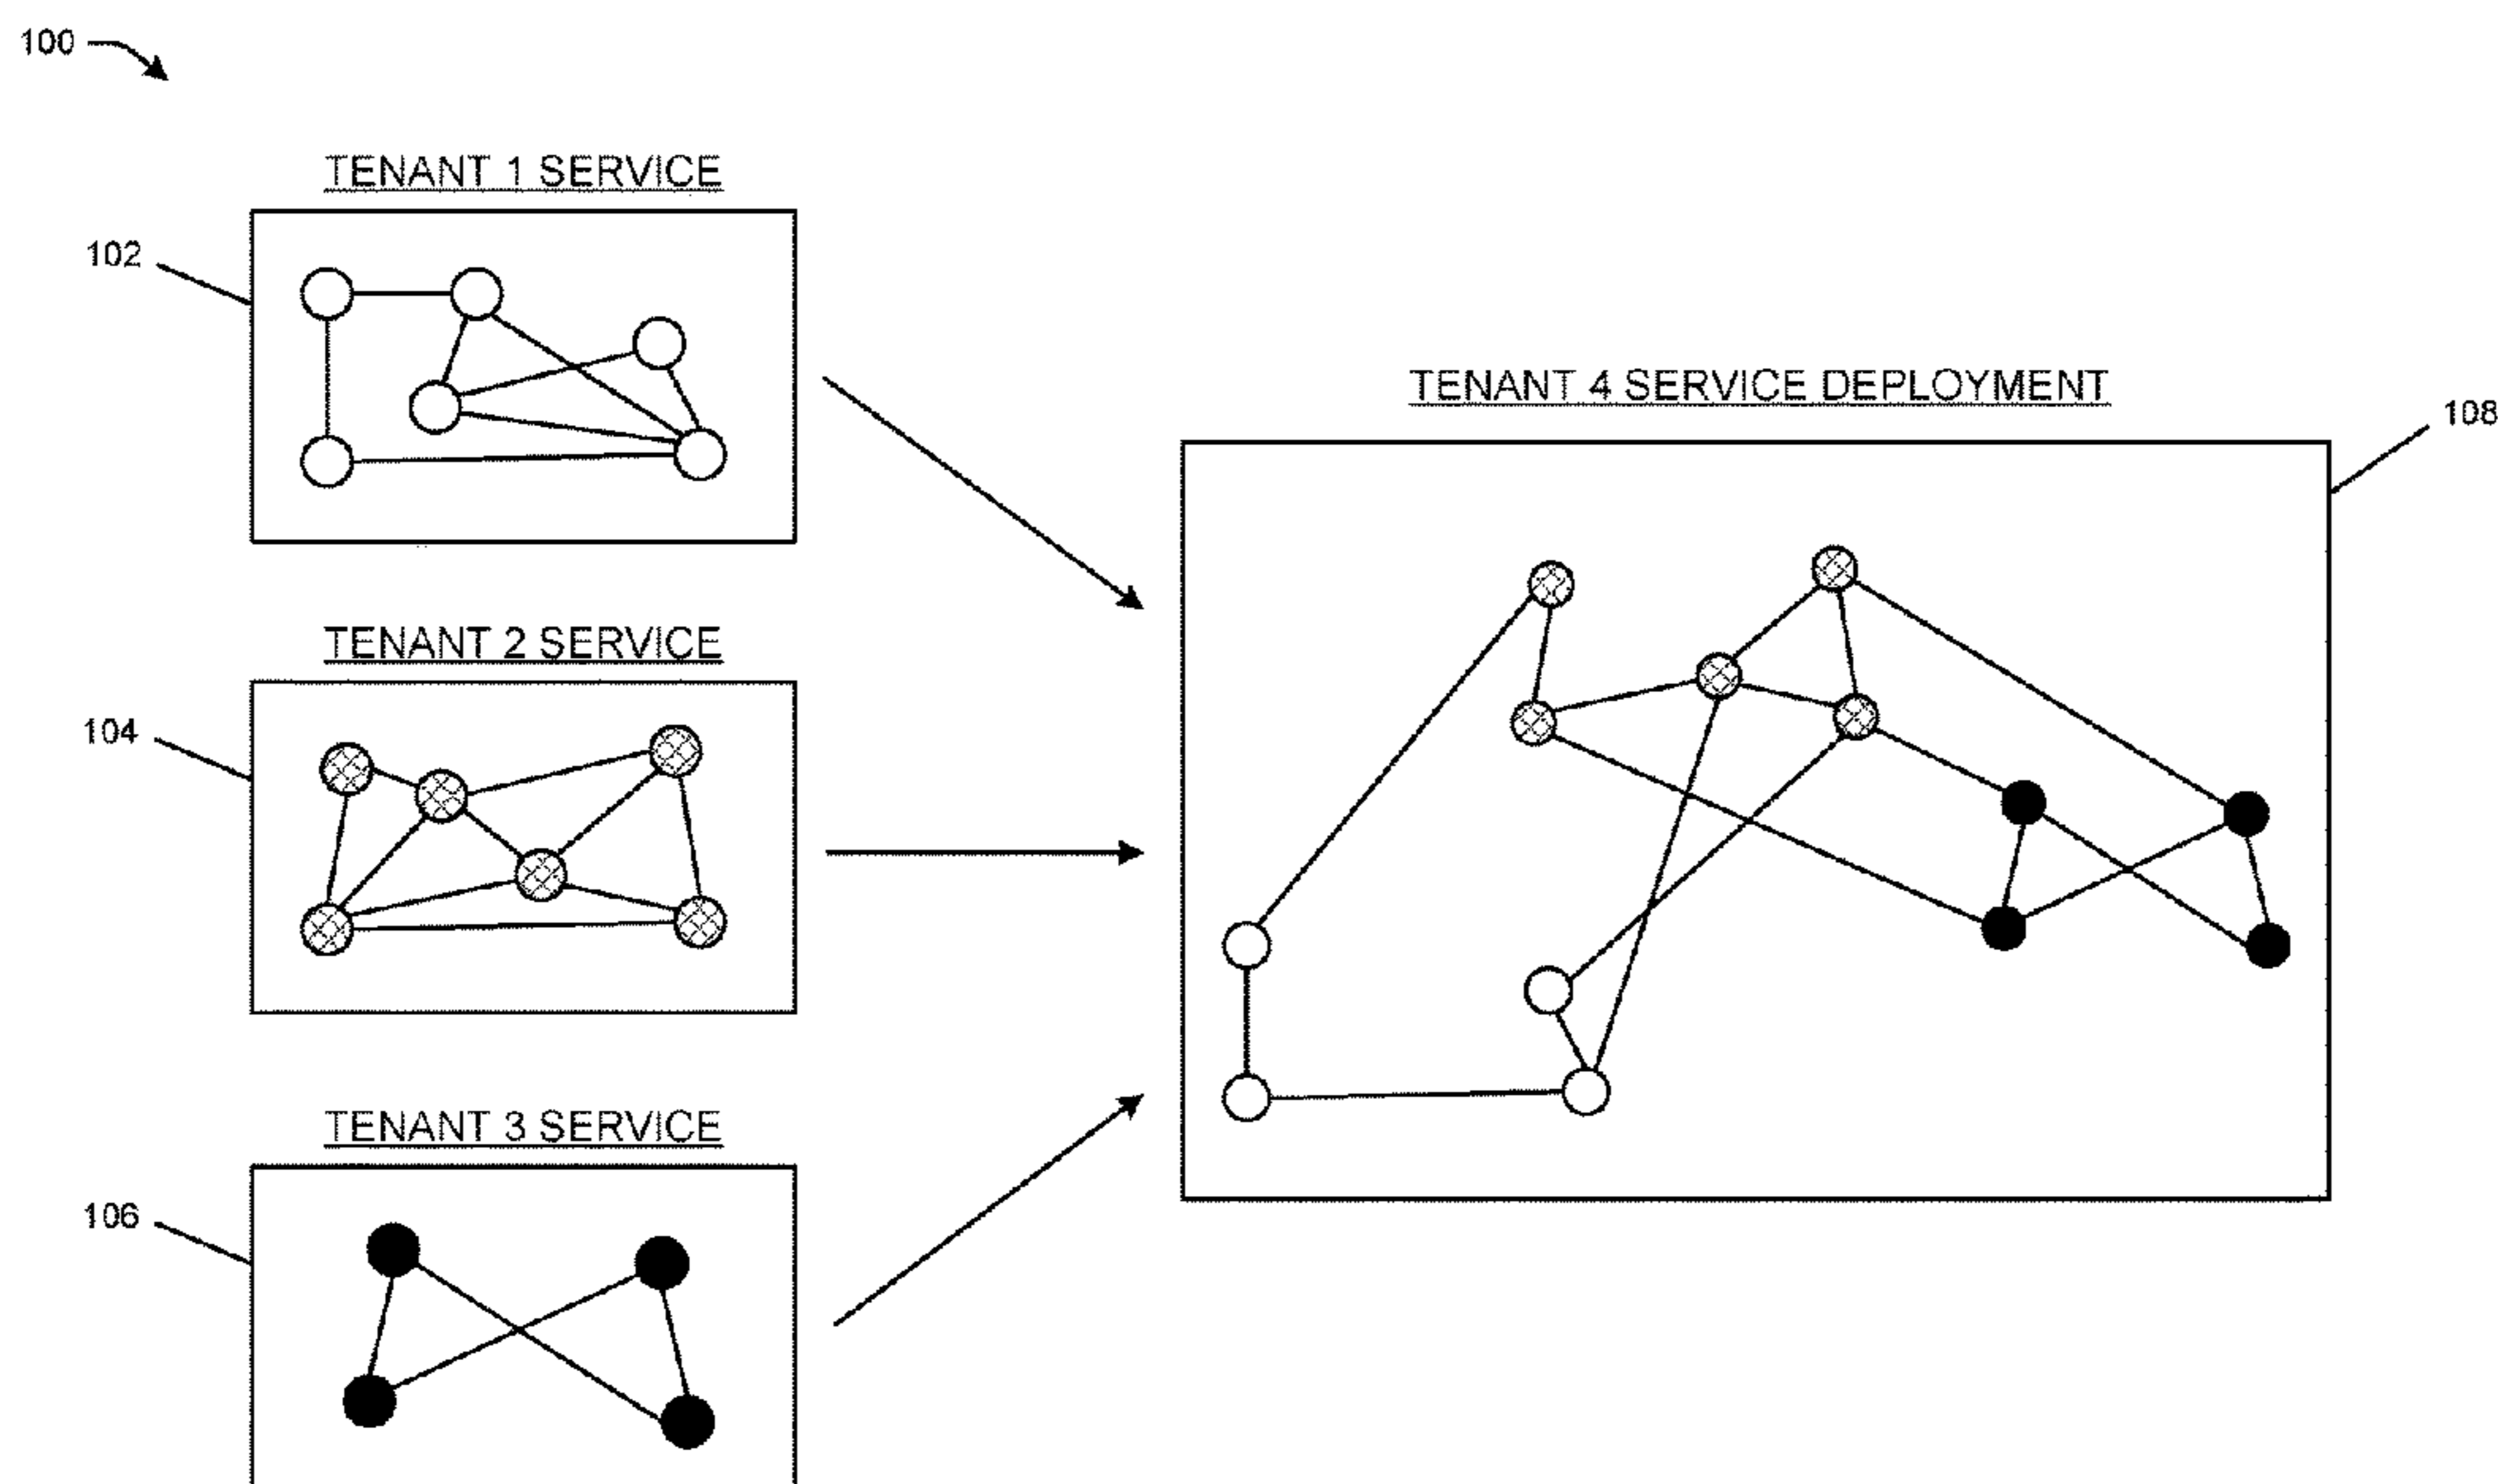 100
TENANT 1 SERVICE
102
TENANT 4 SERVICE DEPLOYMENT
108
TENANT 2 SERVICE
104
TENANT 3 SERVICE
106